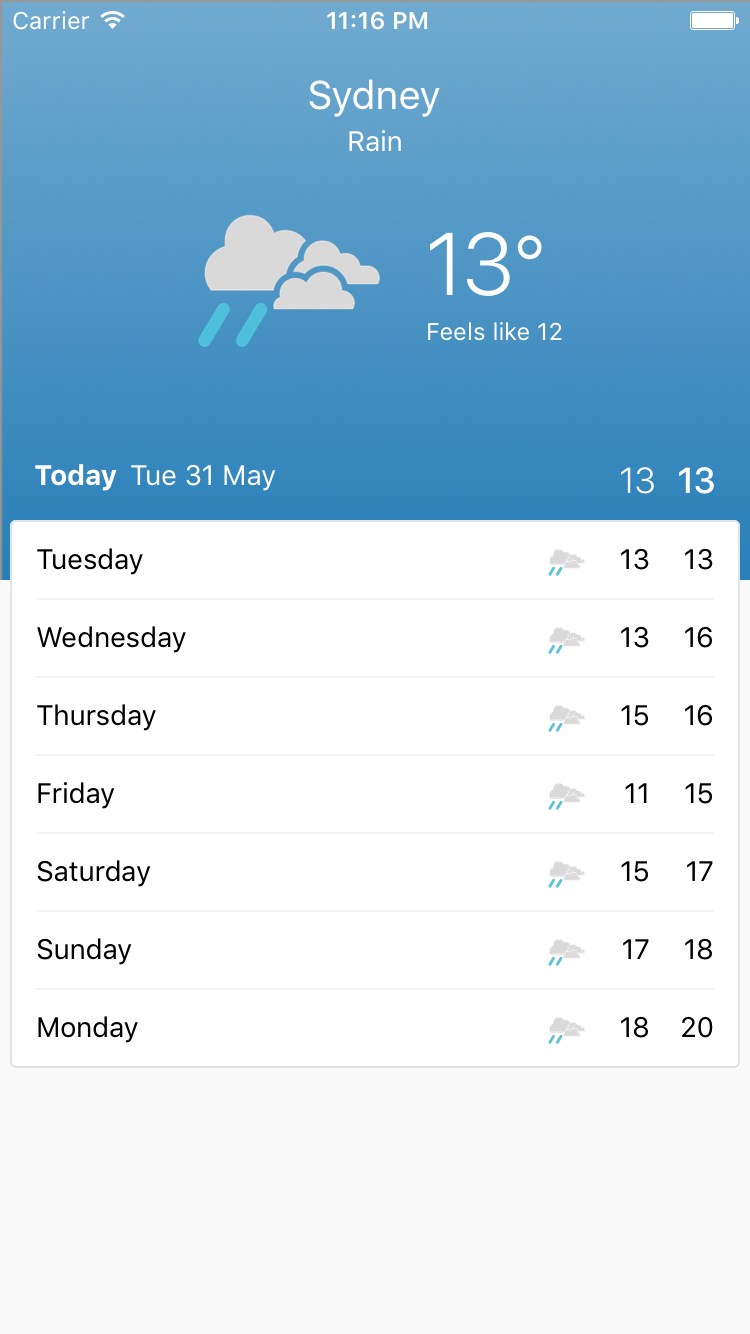 Carrier 11:16 PM
Sydney
Rain
13°
Feels like 12
Today Tue 31 May 13 13
Tuesday 13 13
Wednesday 13 16
Thursday 15 16
Friday 11 15
Saturday 15 17
Sunday 17 18
Monday 18 20